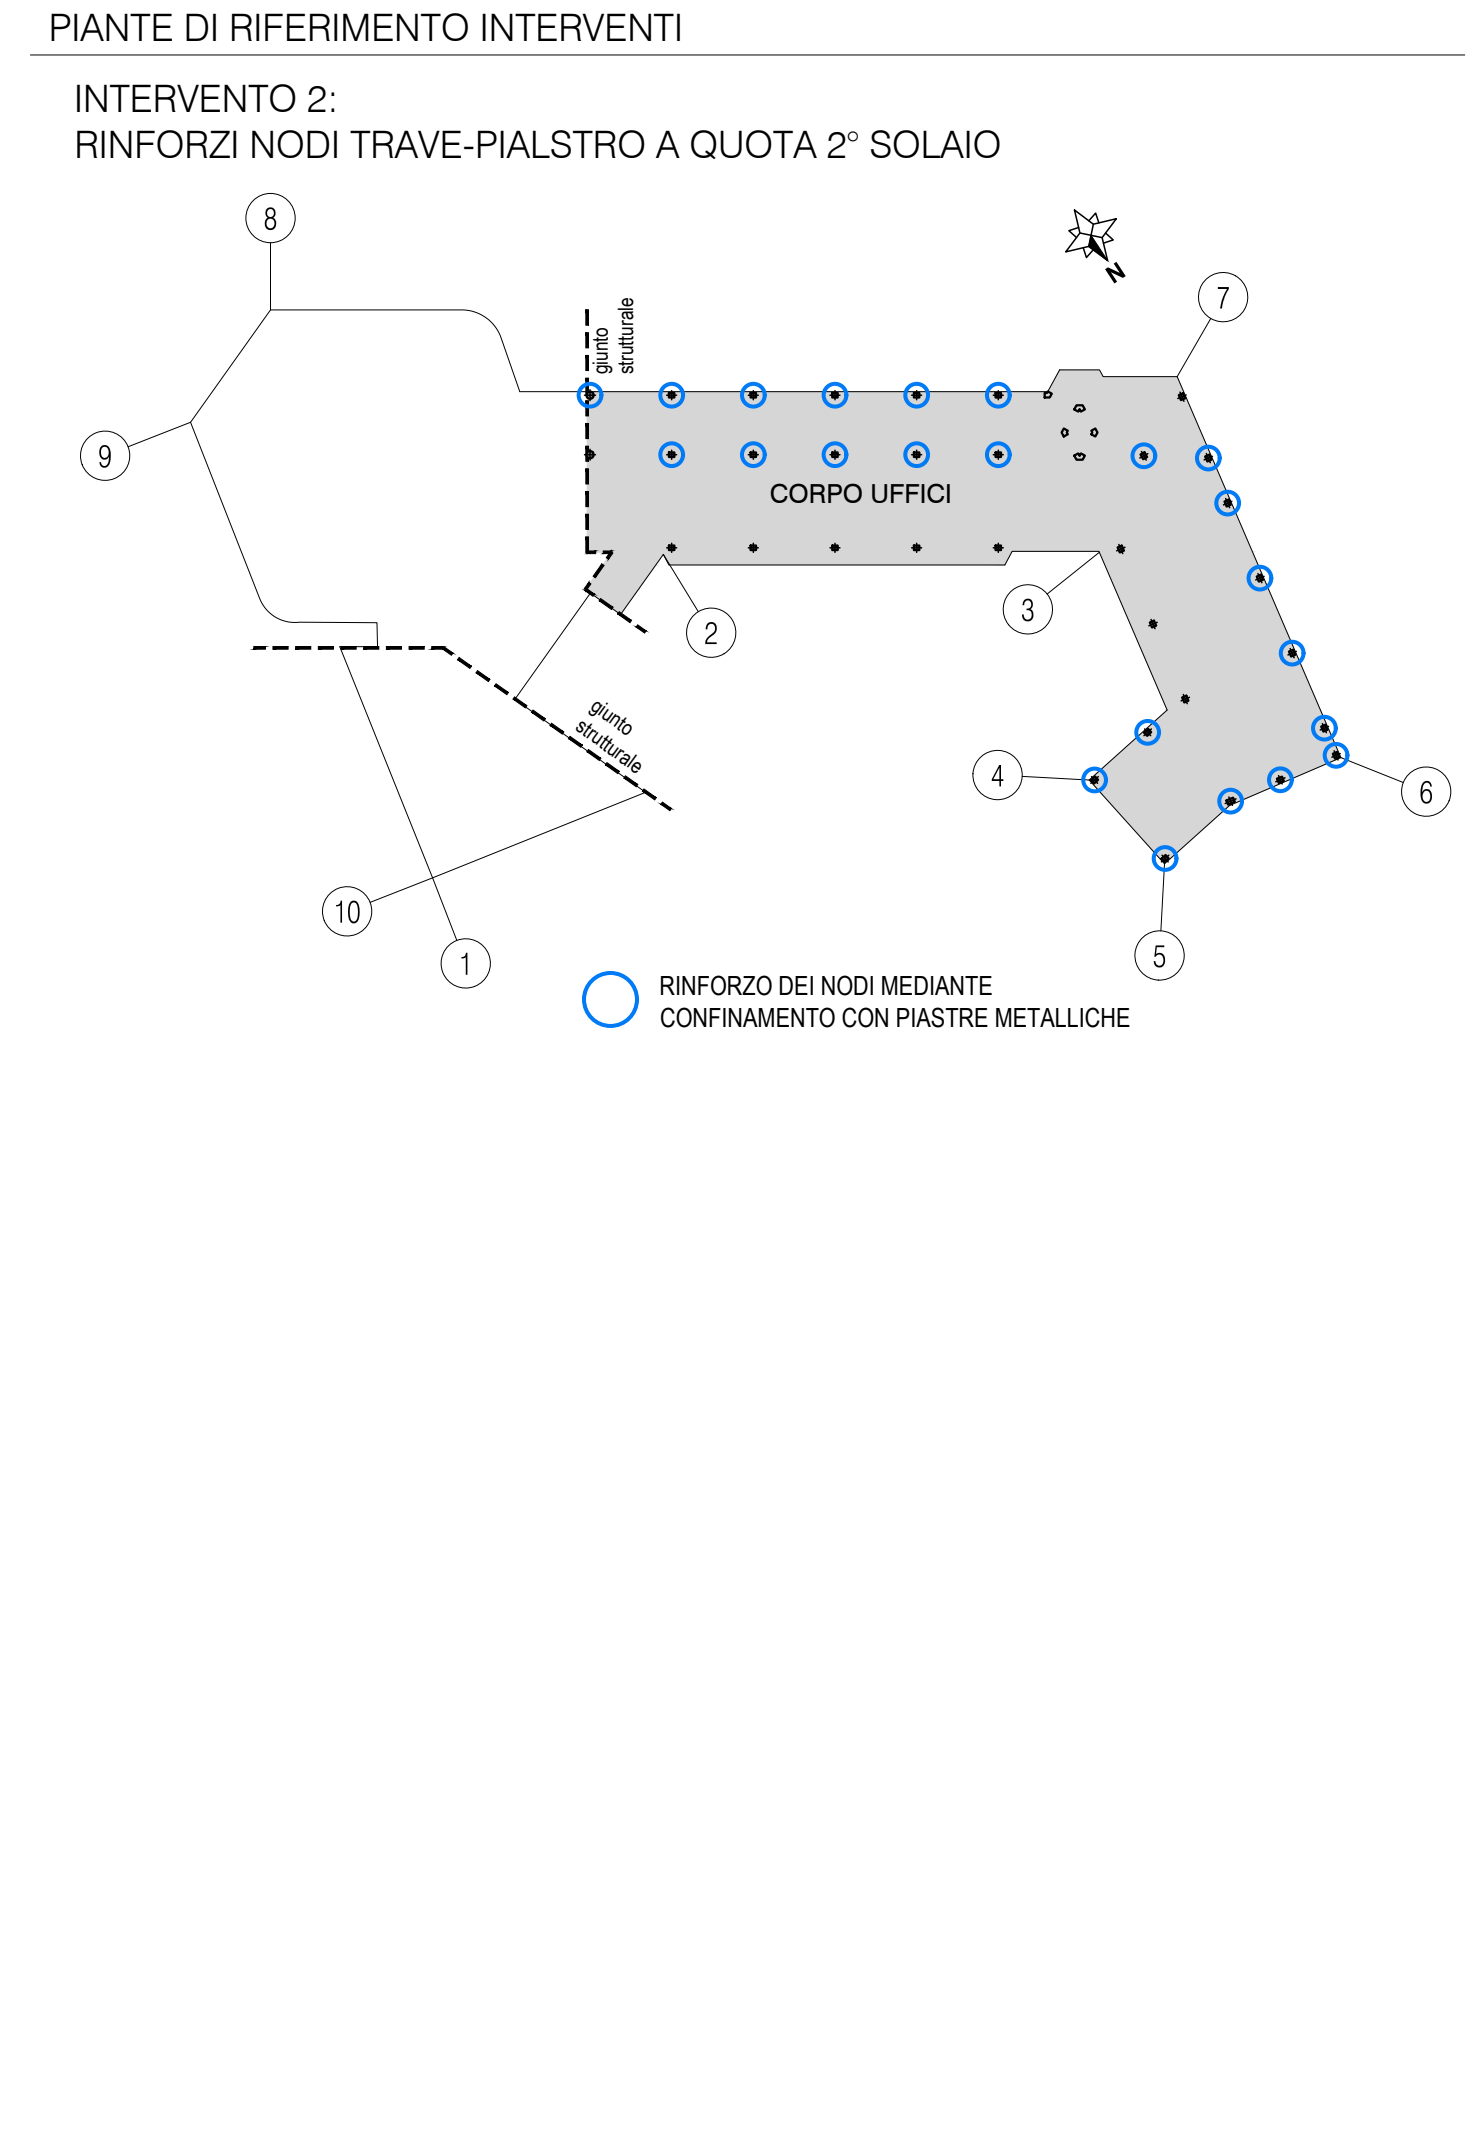 PIANTE DI RIFERIMENTO INTERVENTI
INTERVENTO 2:
RINFORZI NODI TRAVE-PIALSTRO A QUOTA 2° SOLAIO
8
N
7
giunto
strutturale
9
CORPO UFFICI
3
2
giunto
strutturale
4
6
10
1
5
RINFORZO DEI NODI MEDIANTE
CONFINAMENTO CON PIASTRE METALLICHE